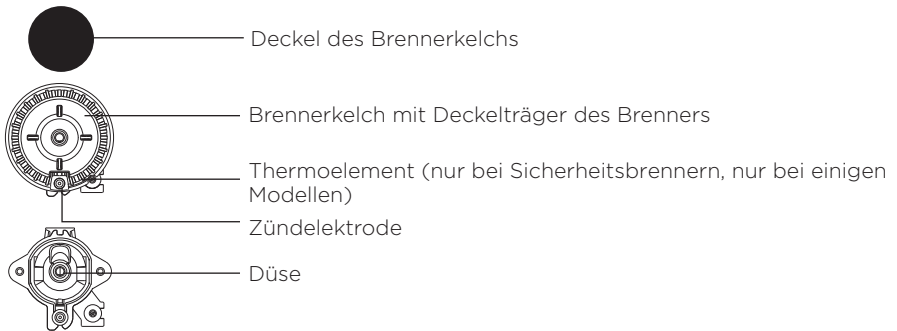 Deckel des Brennerkelchs
Brennerkelch mit Deckelträger des Brenners
Thermoelement (nur bei Sicherheitsbrennern, nur bei einigen
Modellen)
Zündelektrode
Düse